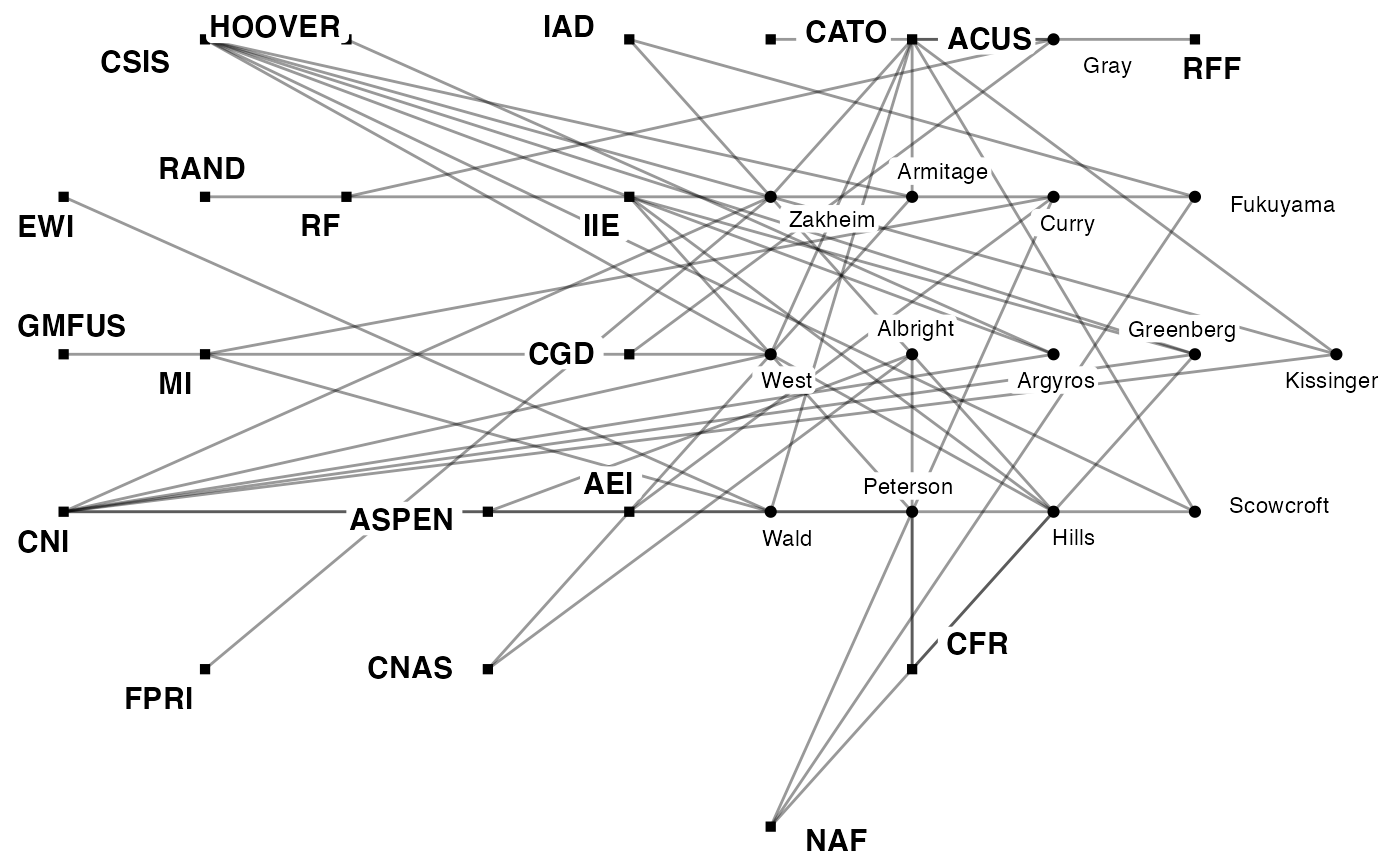 HOOVER
IAD
CATO
ACUS
CSIS
Gray
RFF
RAND
Armitage
EWI
RF
IIE
Zakheim
Curry
Fukuyama
GMFUS
Albright
Greenberg
MI
CGD
West
Argyros
Kissinger
AEI
Peterson
CNI
ASPEN
Wald
Hills
Scowcroft
CFR
FPRI
CNAS
NAF